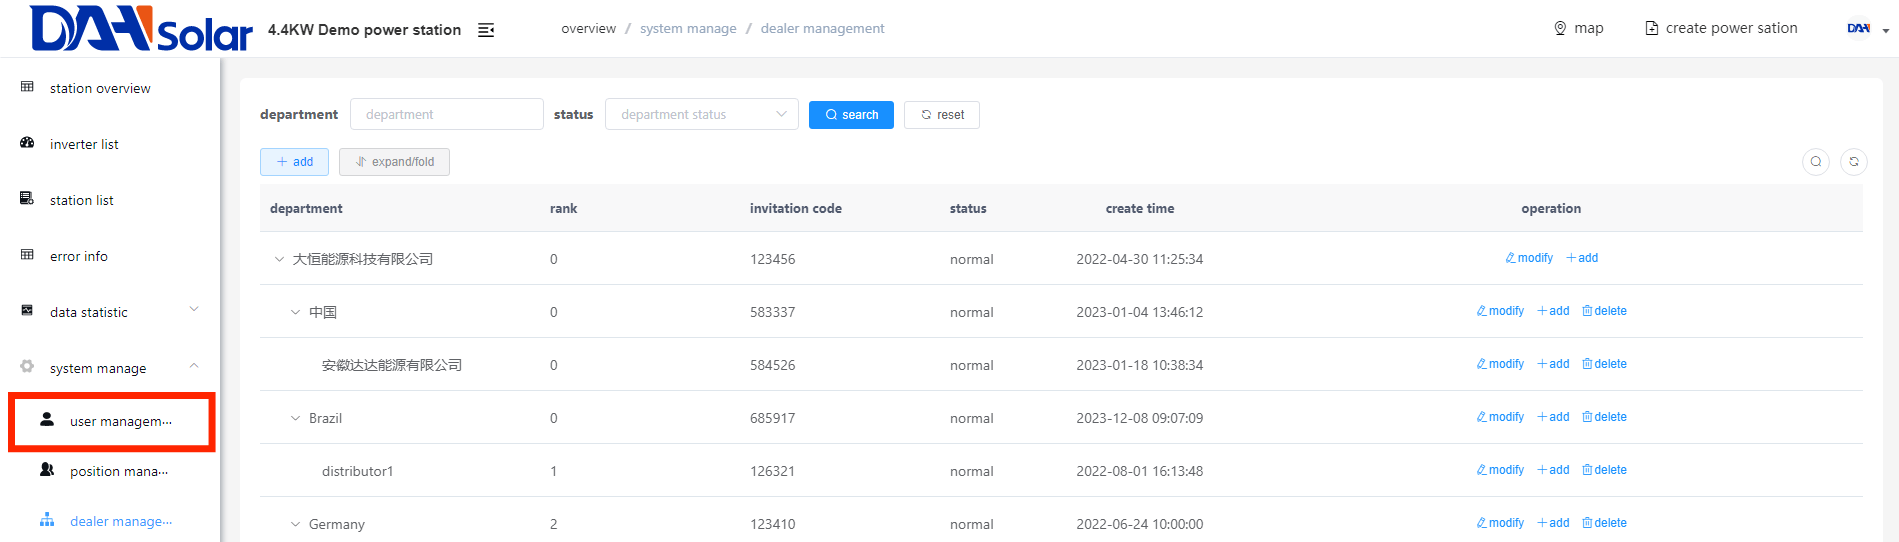 DAH Solar 4.4KW Demo power station overview / system manage / dealer management map create power sation DAH
station overview
inverter list
station list
error info
data statistic
system manage
user managem···
position mana···
dealer manage···
department department status department status search reset
add expand/fold
department rank invitation code status create time operation
大恒能源科技有限公司 0 123456 normal 2022-04-30 11:25:34 modify +add
中国 0 583337 normal 2023-01-04 13:46:12 modify +add delete
安徽达达能源有限公司 0 584526 normal 2023-01-18 10:38:34 modify +add delete
Brazil 0 685917 normal 2023-12-08 09:07:09 modify +add delete
distributor1 1 126321 normal 2022-08-01 16:13:48 modify +add delete
Germany 2 123410 normal 2022-06-24 10:00:00 modify +add delete